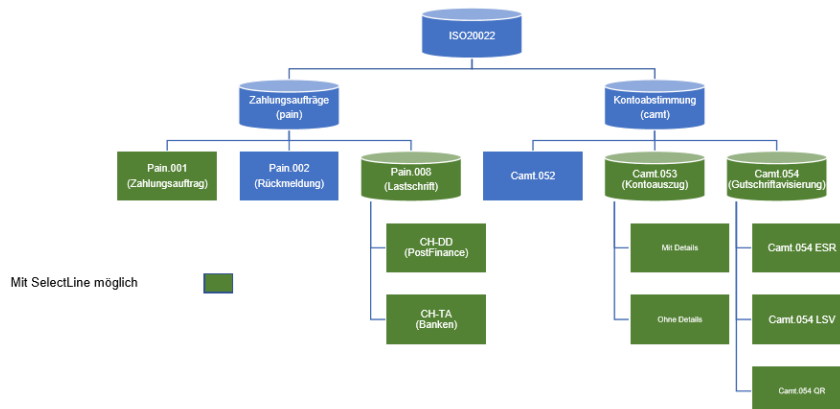 ISO20022
Zahlungsaufträge
(pain)
Kontoabstimmung
(camt)
Pain.001
(Zahlungsauftrag)
Pain.002
(Rückmeldung)
Pain.008
(Lastschrift)
Camt.052
Camt.053
(Kontoauszug)
Camt.054
(Gutschriftavisierung)
CH-DD
(PostFinance)
Mit Details
Camt.054 ESR
Mit SelectLine möglich
CH-TA
(Banken)
Ohne Details
Camt.054 LSV
Camt.054 QR